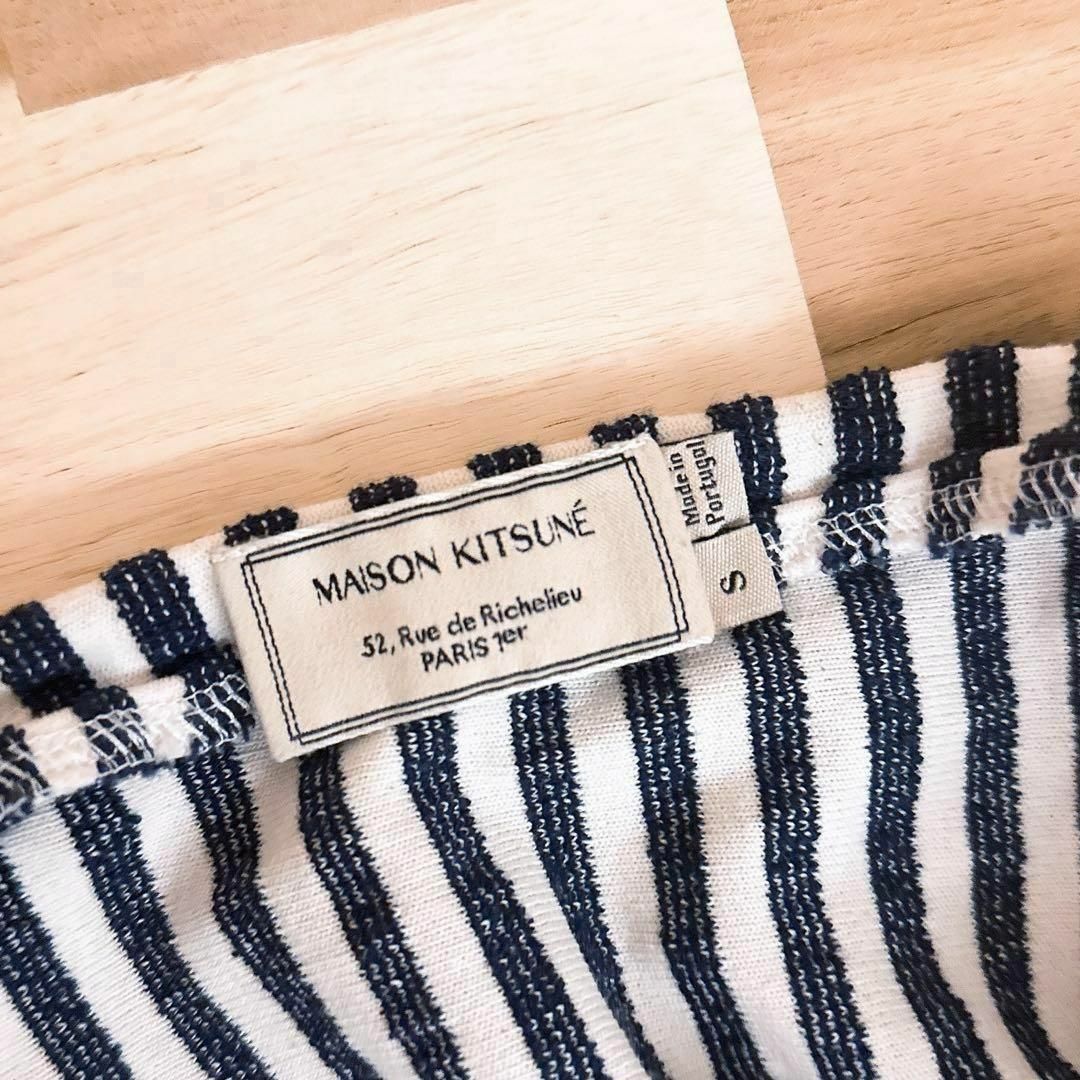 MAISON KITSUNÉ
52, Rue de Richelieu
PARIS 1er
Made in
Portugal
S